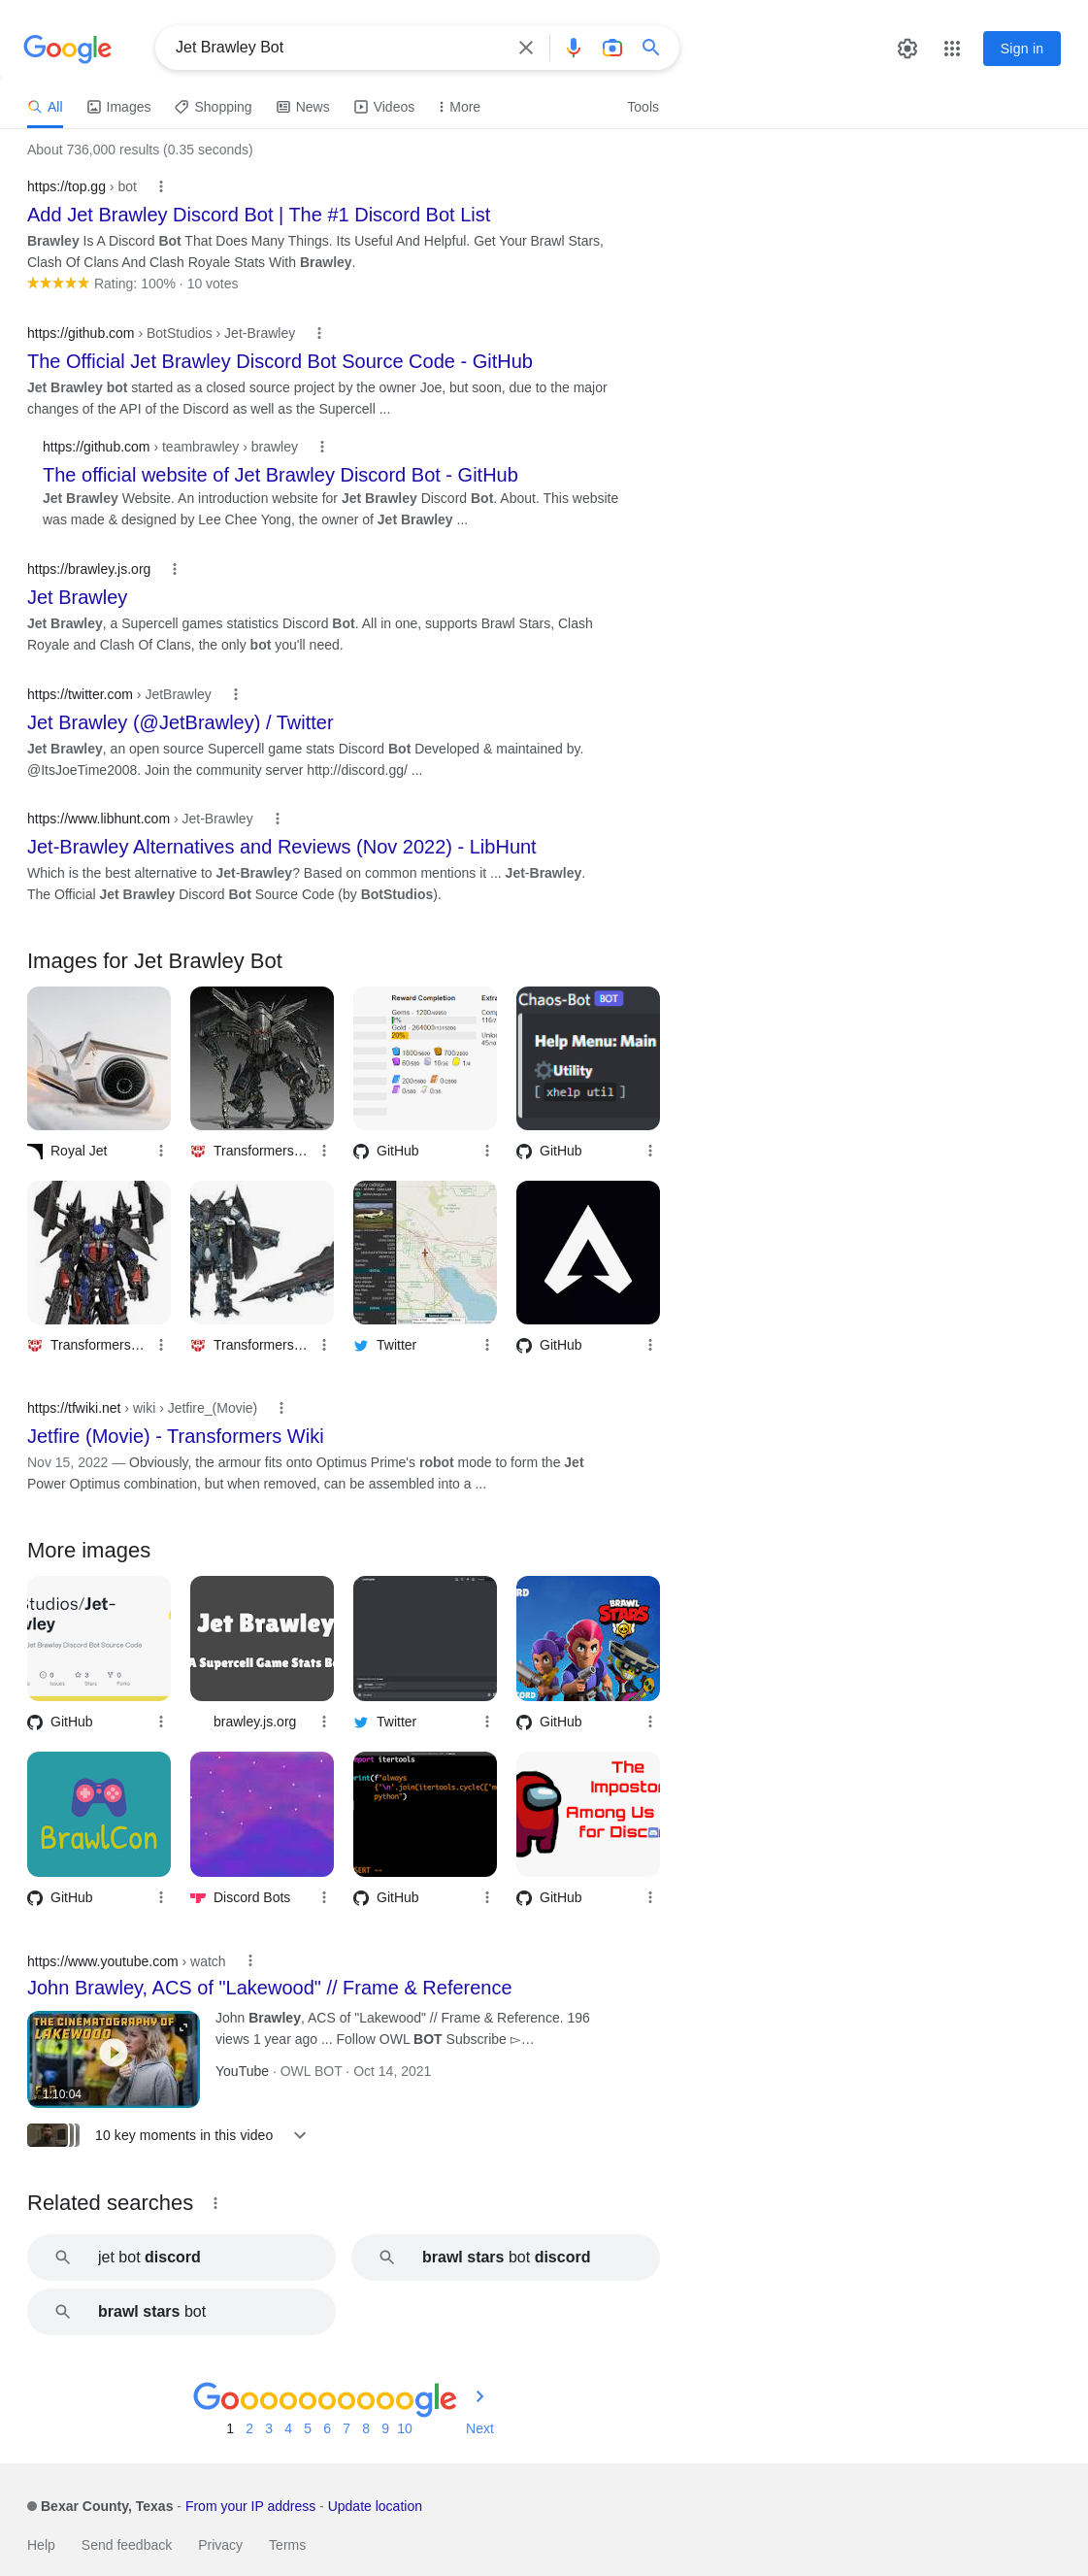 Google
Jet Brawley Bot
Sign in
All Images Shopping News Videos More Tools
About 736,000 results (0.35 seconds)
https://top.gg › bot
Add Jet Brawley Discord Bot | The #1 Discord Bot List
Brawley Is A Discord Bot That Does Many Things. Its Useful And Helpful. Get Your Brawl Stars,
Clash Of Clans And Clash Royale Stats With Brawley.
Rating: 100% · 10 votes
https://github.com › BotStudios › Jet-Brawley
The Official Jet Brawley Discord Bot Source Code - GitHub
Jet Brawley bot started as a closed source project by the owner Joe, but soon, due to the major
changes of the API of the Discord as well as the Supercell ...
https://github.com › teambrawley › brawley
The official website of Jet Brawley Discord Bot - GitHub
Jet Brawley Website. An introduction website for Jet Brawley Discord Bot. About. This website
was made & designed by Lee Chee Yong, the owner of Jet Brawley ...
https://brawley.js.org
Jet Brawley
Jet Brawley, a Supercell games statistics Discord Bot. All in one, supports Brawl Stars, Clash
Royale and Clash Of Clans, the only bot you'll need.
https://twitter.com › JetBrawley
Jet Brawley (@JetBrawley) / Twitter
Jet Brawley, an open source Supercell game stats Discord Bot Developed & maintained by.
@ItsJoeTime2008. Join the community server http://discord.gg/ ...
https://www.libhunt.com › Jet-Brawley
Jet-Brawley Alternatives and Reviews (Nov 2022) - LibHunt
Which is the best alternative to Jet-Brawley? Based on common mentions it ... Jet-Brawley.
The Official Jet Brawley Discord Bot Source Code (by BotStudios).
Images for Jet Brawley Bot
Reward Completion
Chaos-Bot BOT
Help Menu: Main
Utility
[ xhelp util ]
Royal Jet Transformers… GitHub GitHub
Transformers… Transformers… Twitter GitHub
https://tfwiki.net › wiki › Jetfire_(Movie)
Jetfire (Movie) - Transformers Wiki
Nov 15, 2022 — Obviously, the armour fits onto Optimus Prime's robot mode to form the Jet
Power Optimus combination, but when removed, can be assembled into a ...
More images
tudios/Jet-
wley
Jet Brawley Discord Bot Source Code
Jet Brawley
A Supercell Game Stats Bo
BRAWL
STARS
GitHub brawley.js.org Twitter GitHub
BrawlCon
mport itertools
rint(f"always
{'\n'.join(itertools.cycle(['m
python")
SERT --
The
Imposto
Among Us
for Disco
GitHub Discord Bots GitHub GitHub
https://www.youtube.com › watch
John Brawley, ACS of "Lakewood" // Frame & Reference
THE CINEMATOGRAPHY OF
LAKEWOOD
1:10:04
John Brawley, ACS of "Lakewood" // Frame & Reference. 196
views 1 year ago ... Follow OWL BOT Subscribe ▻…
YouTube · OWL BOT · Oct 14, 2021
10 key moments in this video
Related searches
jet bot discord
brawl stars bot discord
brawl stars bot
Goooooooooogle
1 2 3 4 5 6 7 8 9 10 Next
Bexar County, Texas - From your IP address - Update location
Help Send feedback Privacy Terms